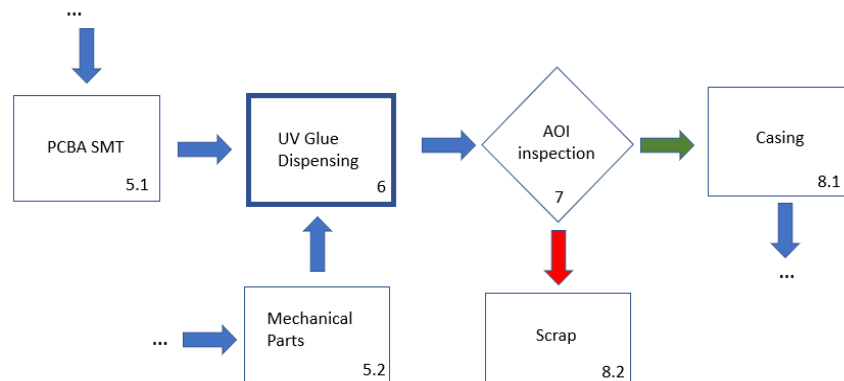 ...
PCBA SMT
5.1
UV Glue
Dispensing
6
AOI
inspection
7
Casing
8.1
...
...
Mechanical
Parts
5.2
Scrap
8.2